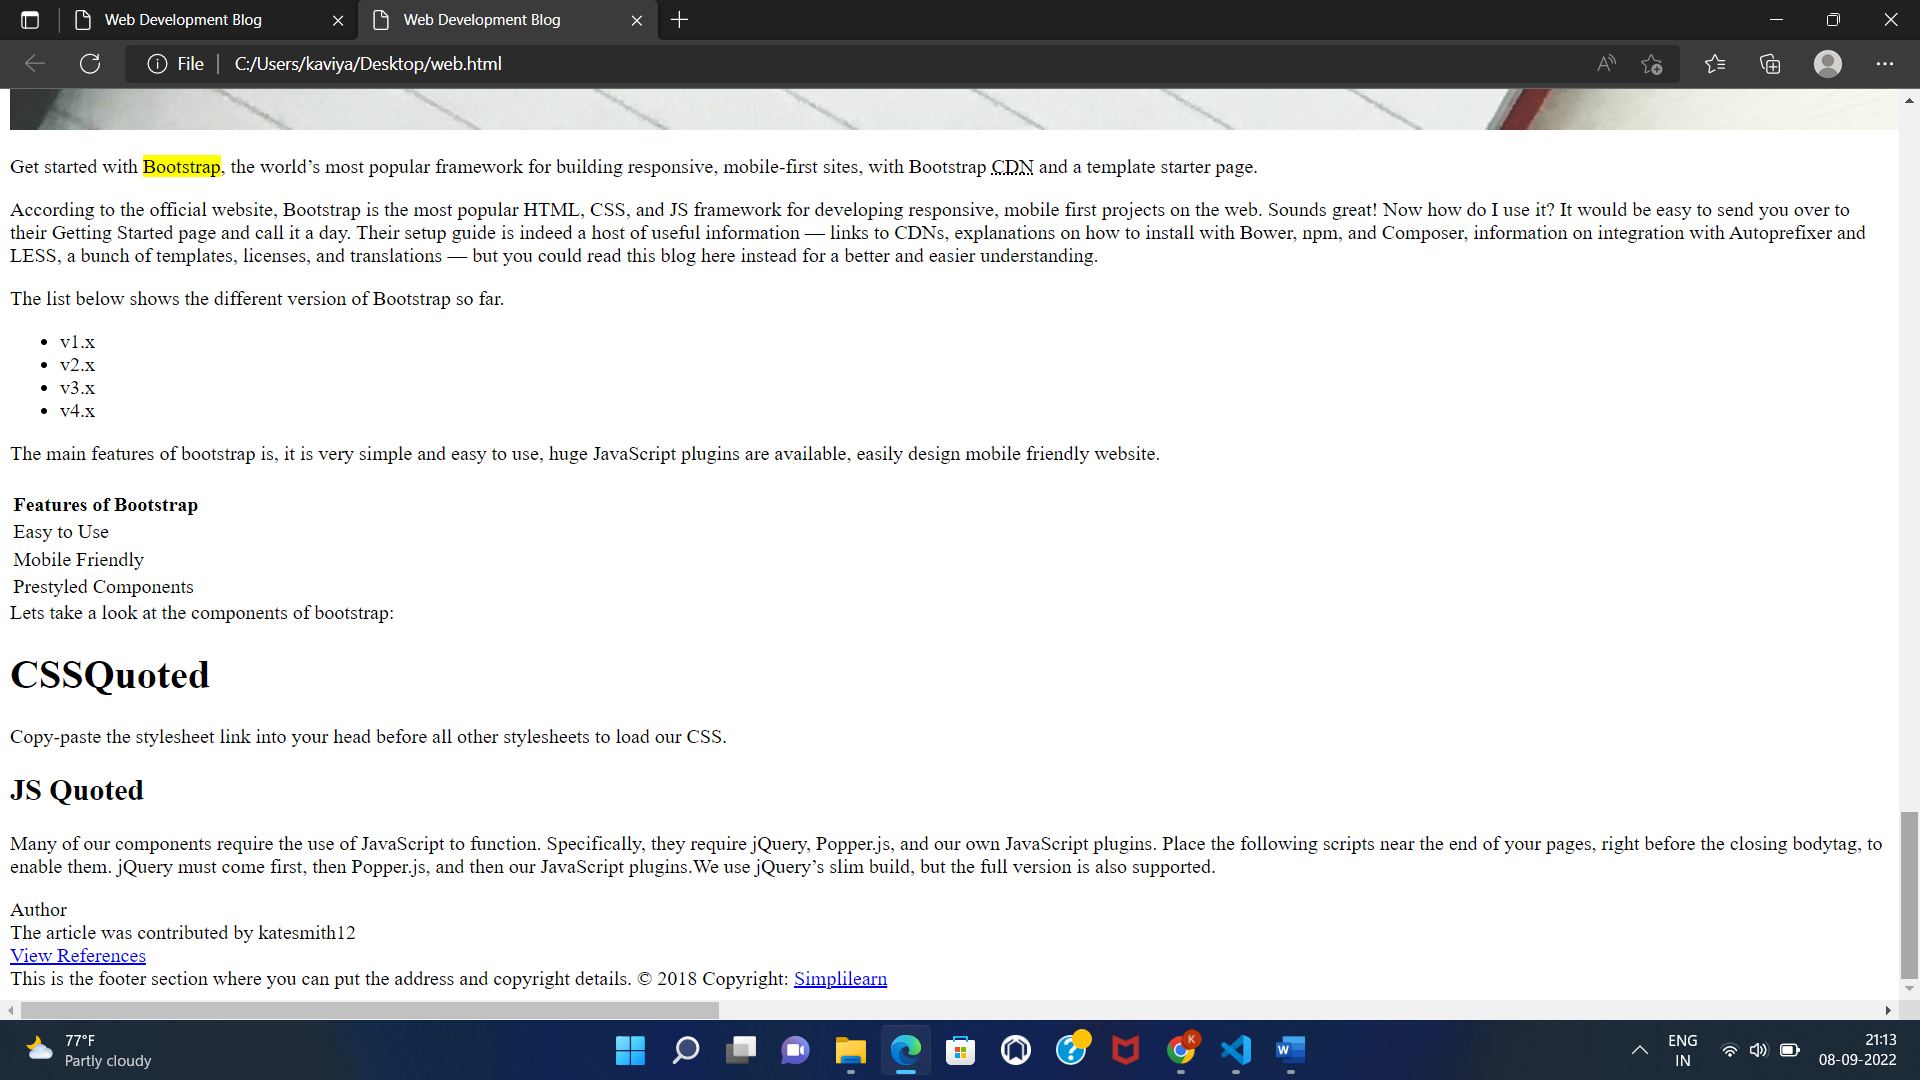 Web Development Blog
Web Development Blog
File
C:/Users/kaviya/Desktop/web.html
Get started with Bootstrap, the world’s most popular framework for building responsive, mobile-first sites, with Bootstrap CDN and a template starter page.
According to the official website, Bootstrap is the most popular HTML, CSS, and JS framework for developing responsive, mobile first projects on the web. Sounds great! Now how do I use it? It would be easy to send you over to
their Getting Started page and call it a day. Their setup guide is indeed a host of useful information — links to CDNs, explanations on how to install with Bower, npm, and Composer, information on integration with Autoprefixer and
LESS, a bunch of templates, licenses, and translations — but you could read this blog here instead for a better and easier understanding.
The list below shows the different version of Bootstrap so far.
• v1.x
• v2.x
• v3.x
• v4.x
The main features of bootstrap is, it is very simple and easy to use, huge JavaScript plugins are available, easily design mobile friendly website.
Features of Bootstrap
Easy to Use
Mobile Friendly
Prestyled Components
Lets take a look at the components of bootstrap:
CSSQuoted
Copy-paste the stylesheet link into your head before all other stylesheets to load our CSS.
JS Quoted
Many of our components require the use of JavaScript to function. Specifically, they require jQuery, Popper.js, and our own JavaScript plugins. Place the following scripts near the end of your pages, right before the closing bodytag, to
enable them. jQuery must come first, then Popper.js, and then our JavaScript plugins.We use jQuery’s slim build, but the full version is also supported.
Author
The article was contributed by katesmith12
View References
This is the footer section where you can put the address and copyright details. © 2018 Copyright: Simplilearn
77°F
Partly cloudy
K
W
ENG
IN
21:13
08-09-2022